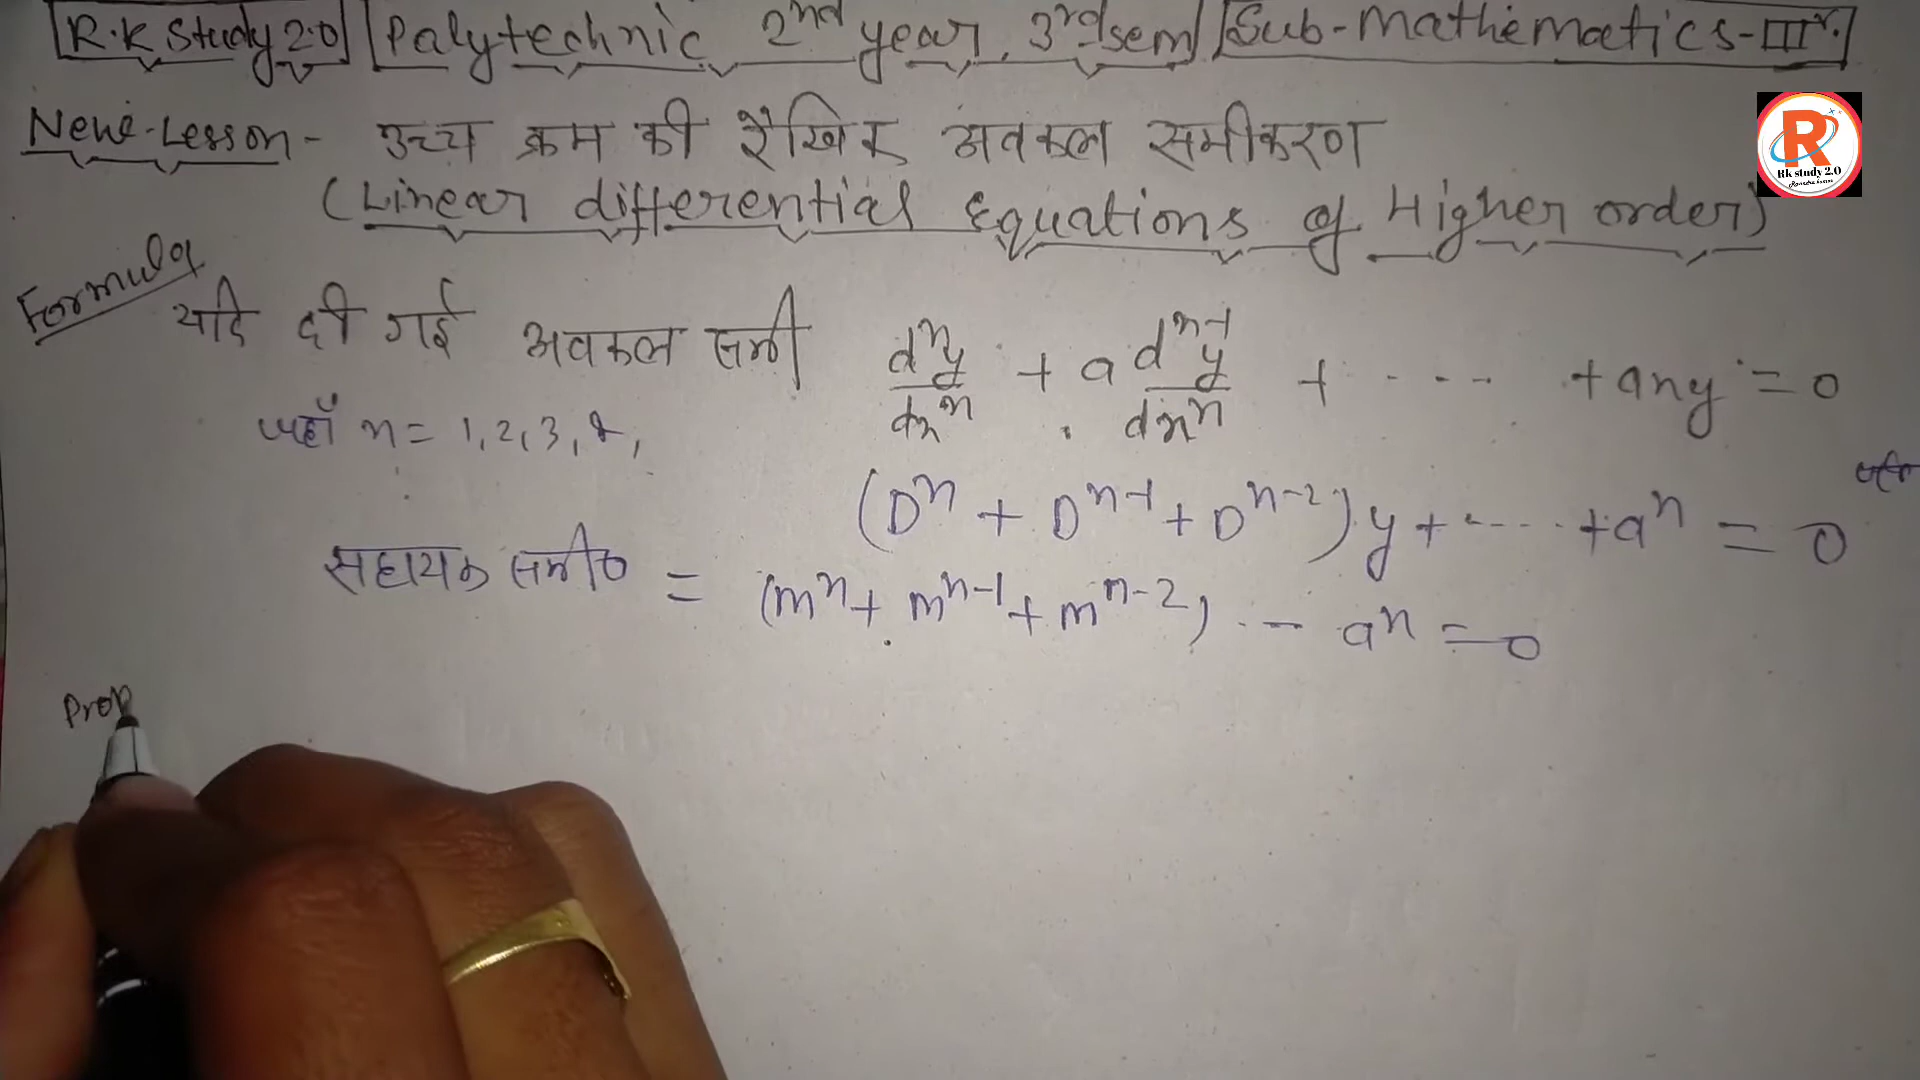 R.K Study 2.0 Palytechnic 2nd year, 3rd sem Sub-Mathematics-III
New-Lesson- उच्च क्रम की रैखिक अवकल समीकरण
(Linear differential Equations of Higher order)
R
Rk study 2.0
Formula
यदि दी गई अवकल समी dⁿy/dxⁿ + a dⁿ⁻¹y/dxⁿ + ---- + any = 0
जहाँ n = 1,2,3,
(Dⁿ + Dⁿ⁻¹ + Dⁿ⁻²)y + ---- + aⁿ = 0
सहायक समी० = (mⁿ + mⁿ⁻¹ + mⁿ⁻²) -- aⁿ = 0